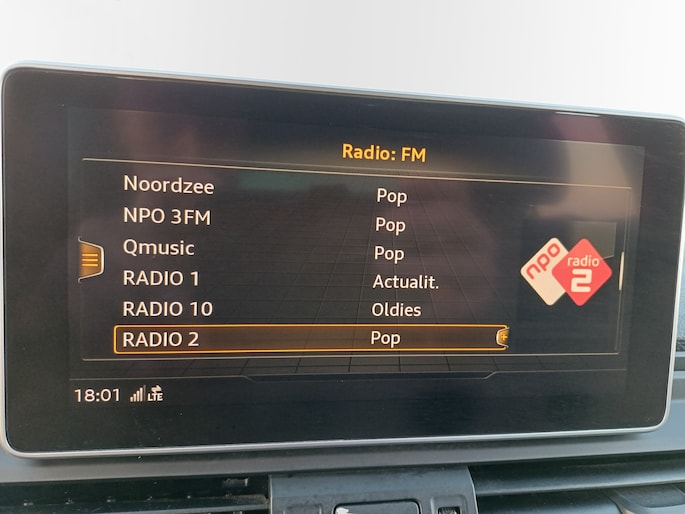 Radio: FM
Noordzee Pop
NPO 3FM Pop
Qmusic Pop
RADIO 1 Actualit.
RADIO 10 Oldies
RADIO 2 Pop
npo radio 2
18:01 LTE